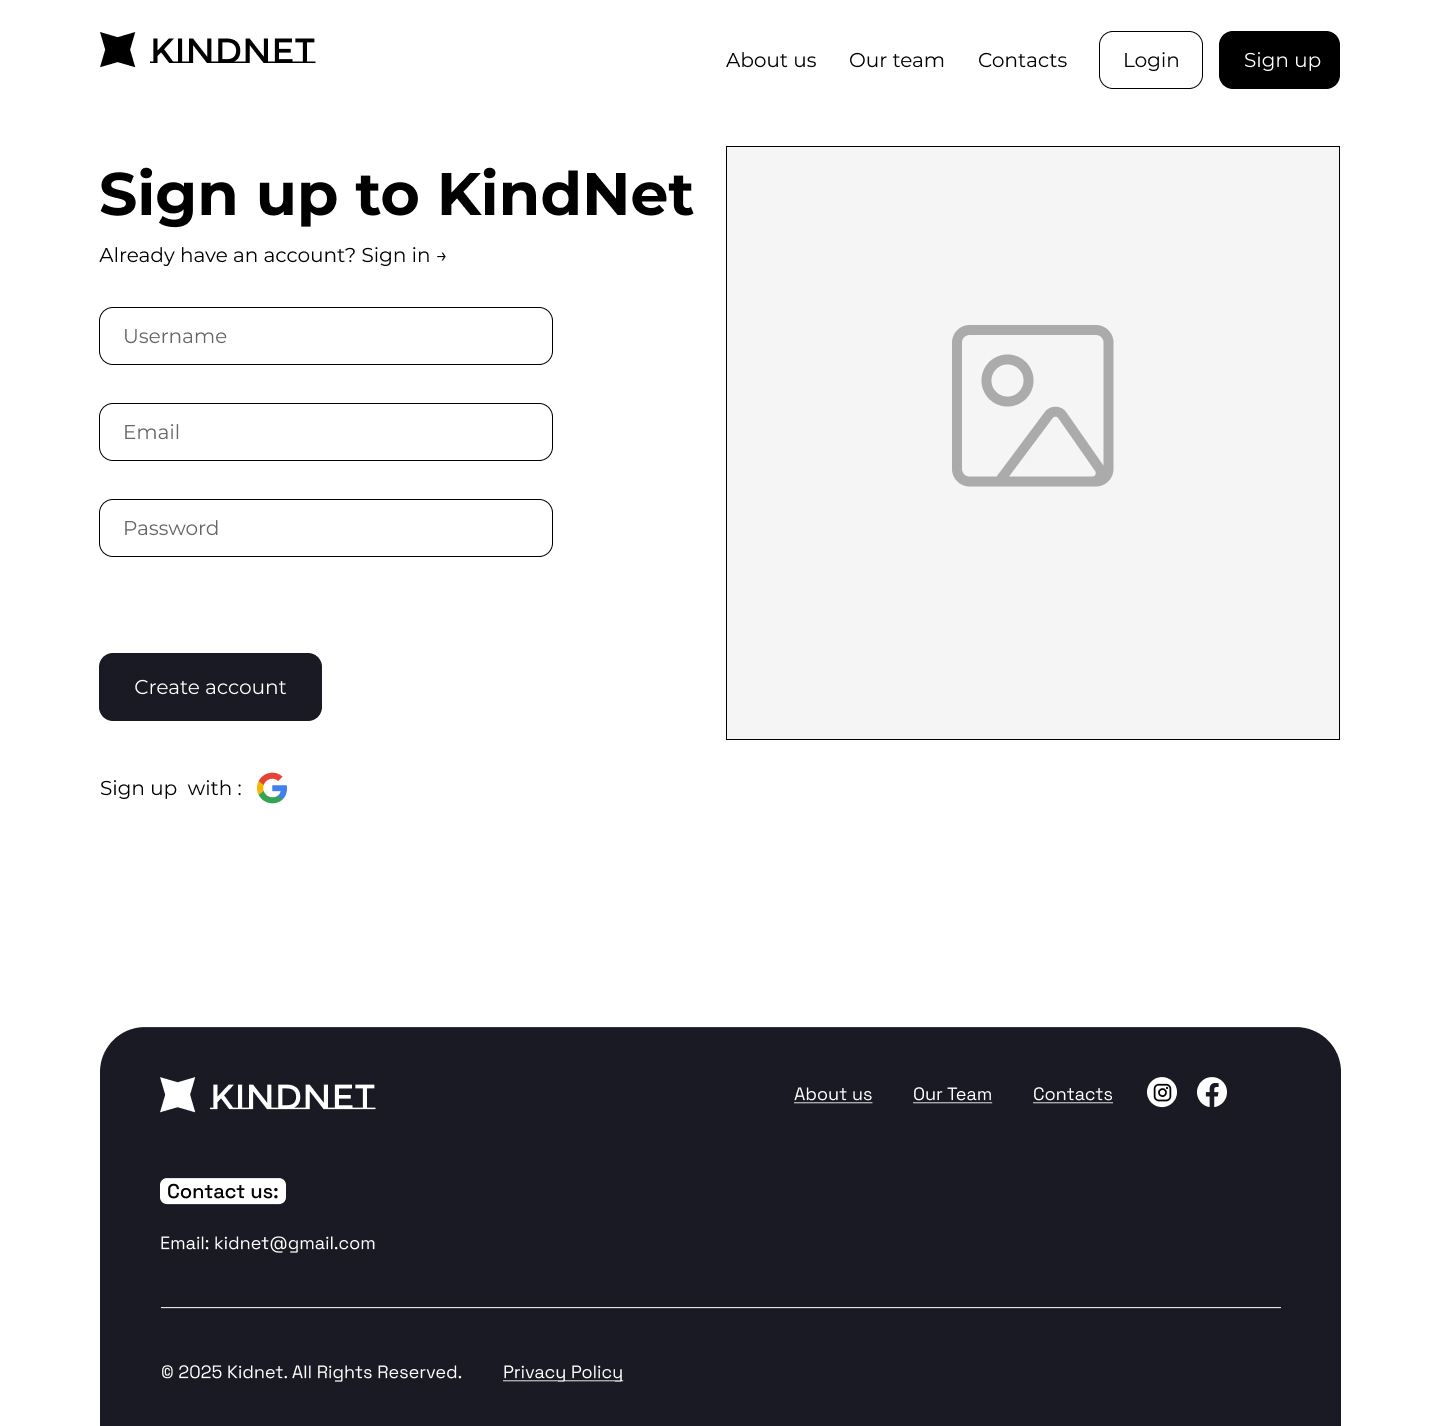 KINDNET
About us
Our team
Contacts
Login
Sign up
Sign up to KindNet
Already have an account? Sign in →
Username
Email
Password
Create account
Sign up  with :
KINDNET
About us
Our Team
Contacts
Contact us:
Email: kidnet@gmail.com
© 2025 Kidnet. All Rights Reserved.
Privacy Policy